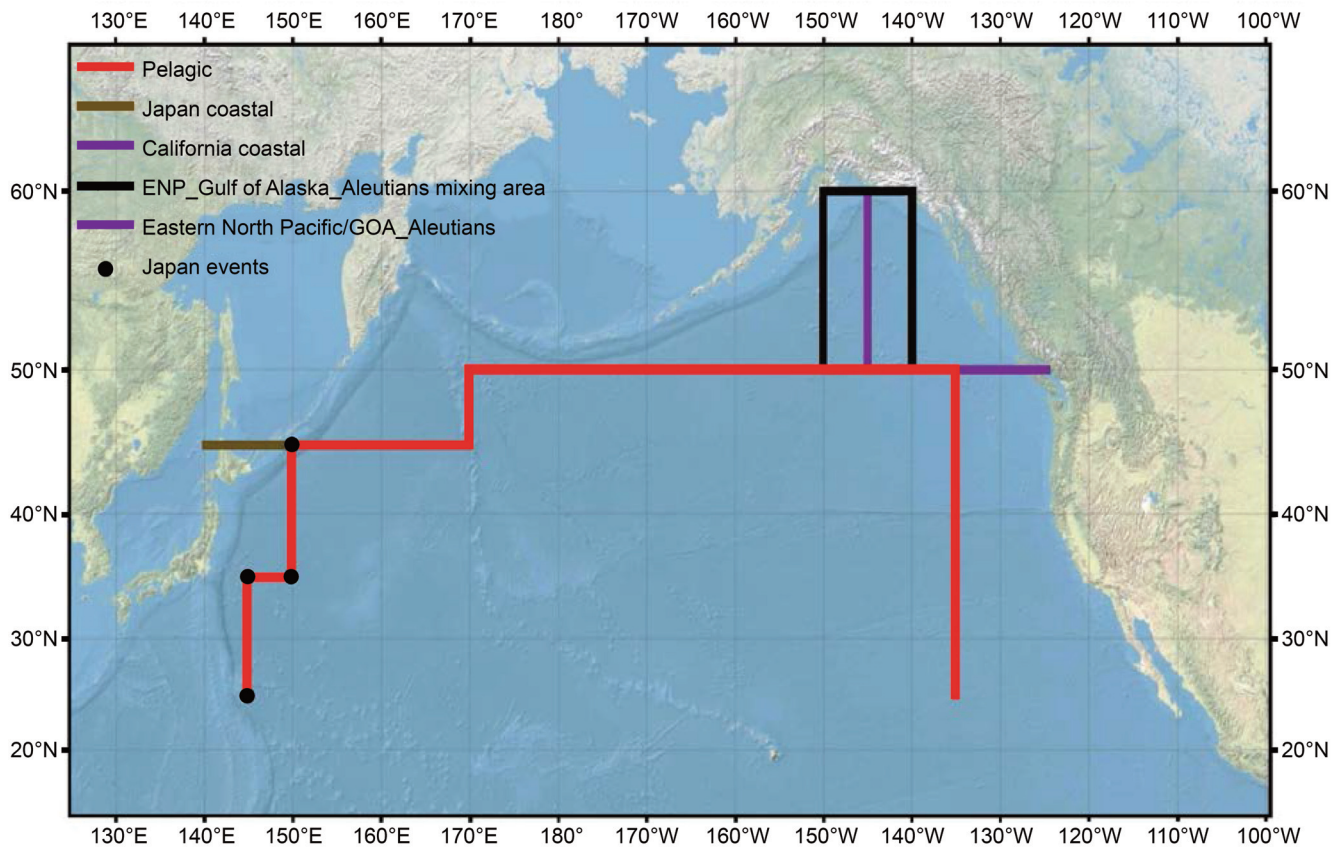 130°E 140°E 150°E 160°E 170°E 180° 170°W 160°W 150°W 140°W 130°W 120°W 110°W 100°W
Pelagic
Japan coastal
California coastal
ENP_Gulf of Alaska_Aleutians mixing area
60°N 60°N
Eastern North Pacific/GOA_Aleutians
Japan events
50°N 50°N
40°N 40°N
30°N 30°N
20°N 20°N
130°E 140°E 150°E 160°E 170°E 180° 170°W 160°W 150°W 140°W 130°W 120°W 110°W 100°W